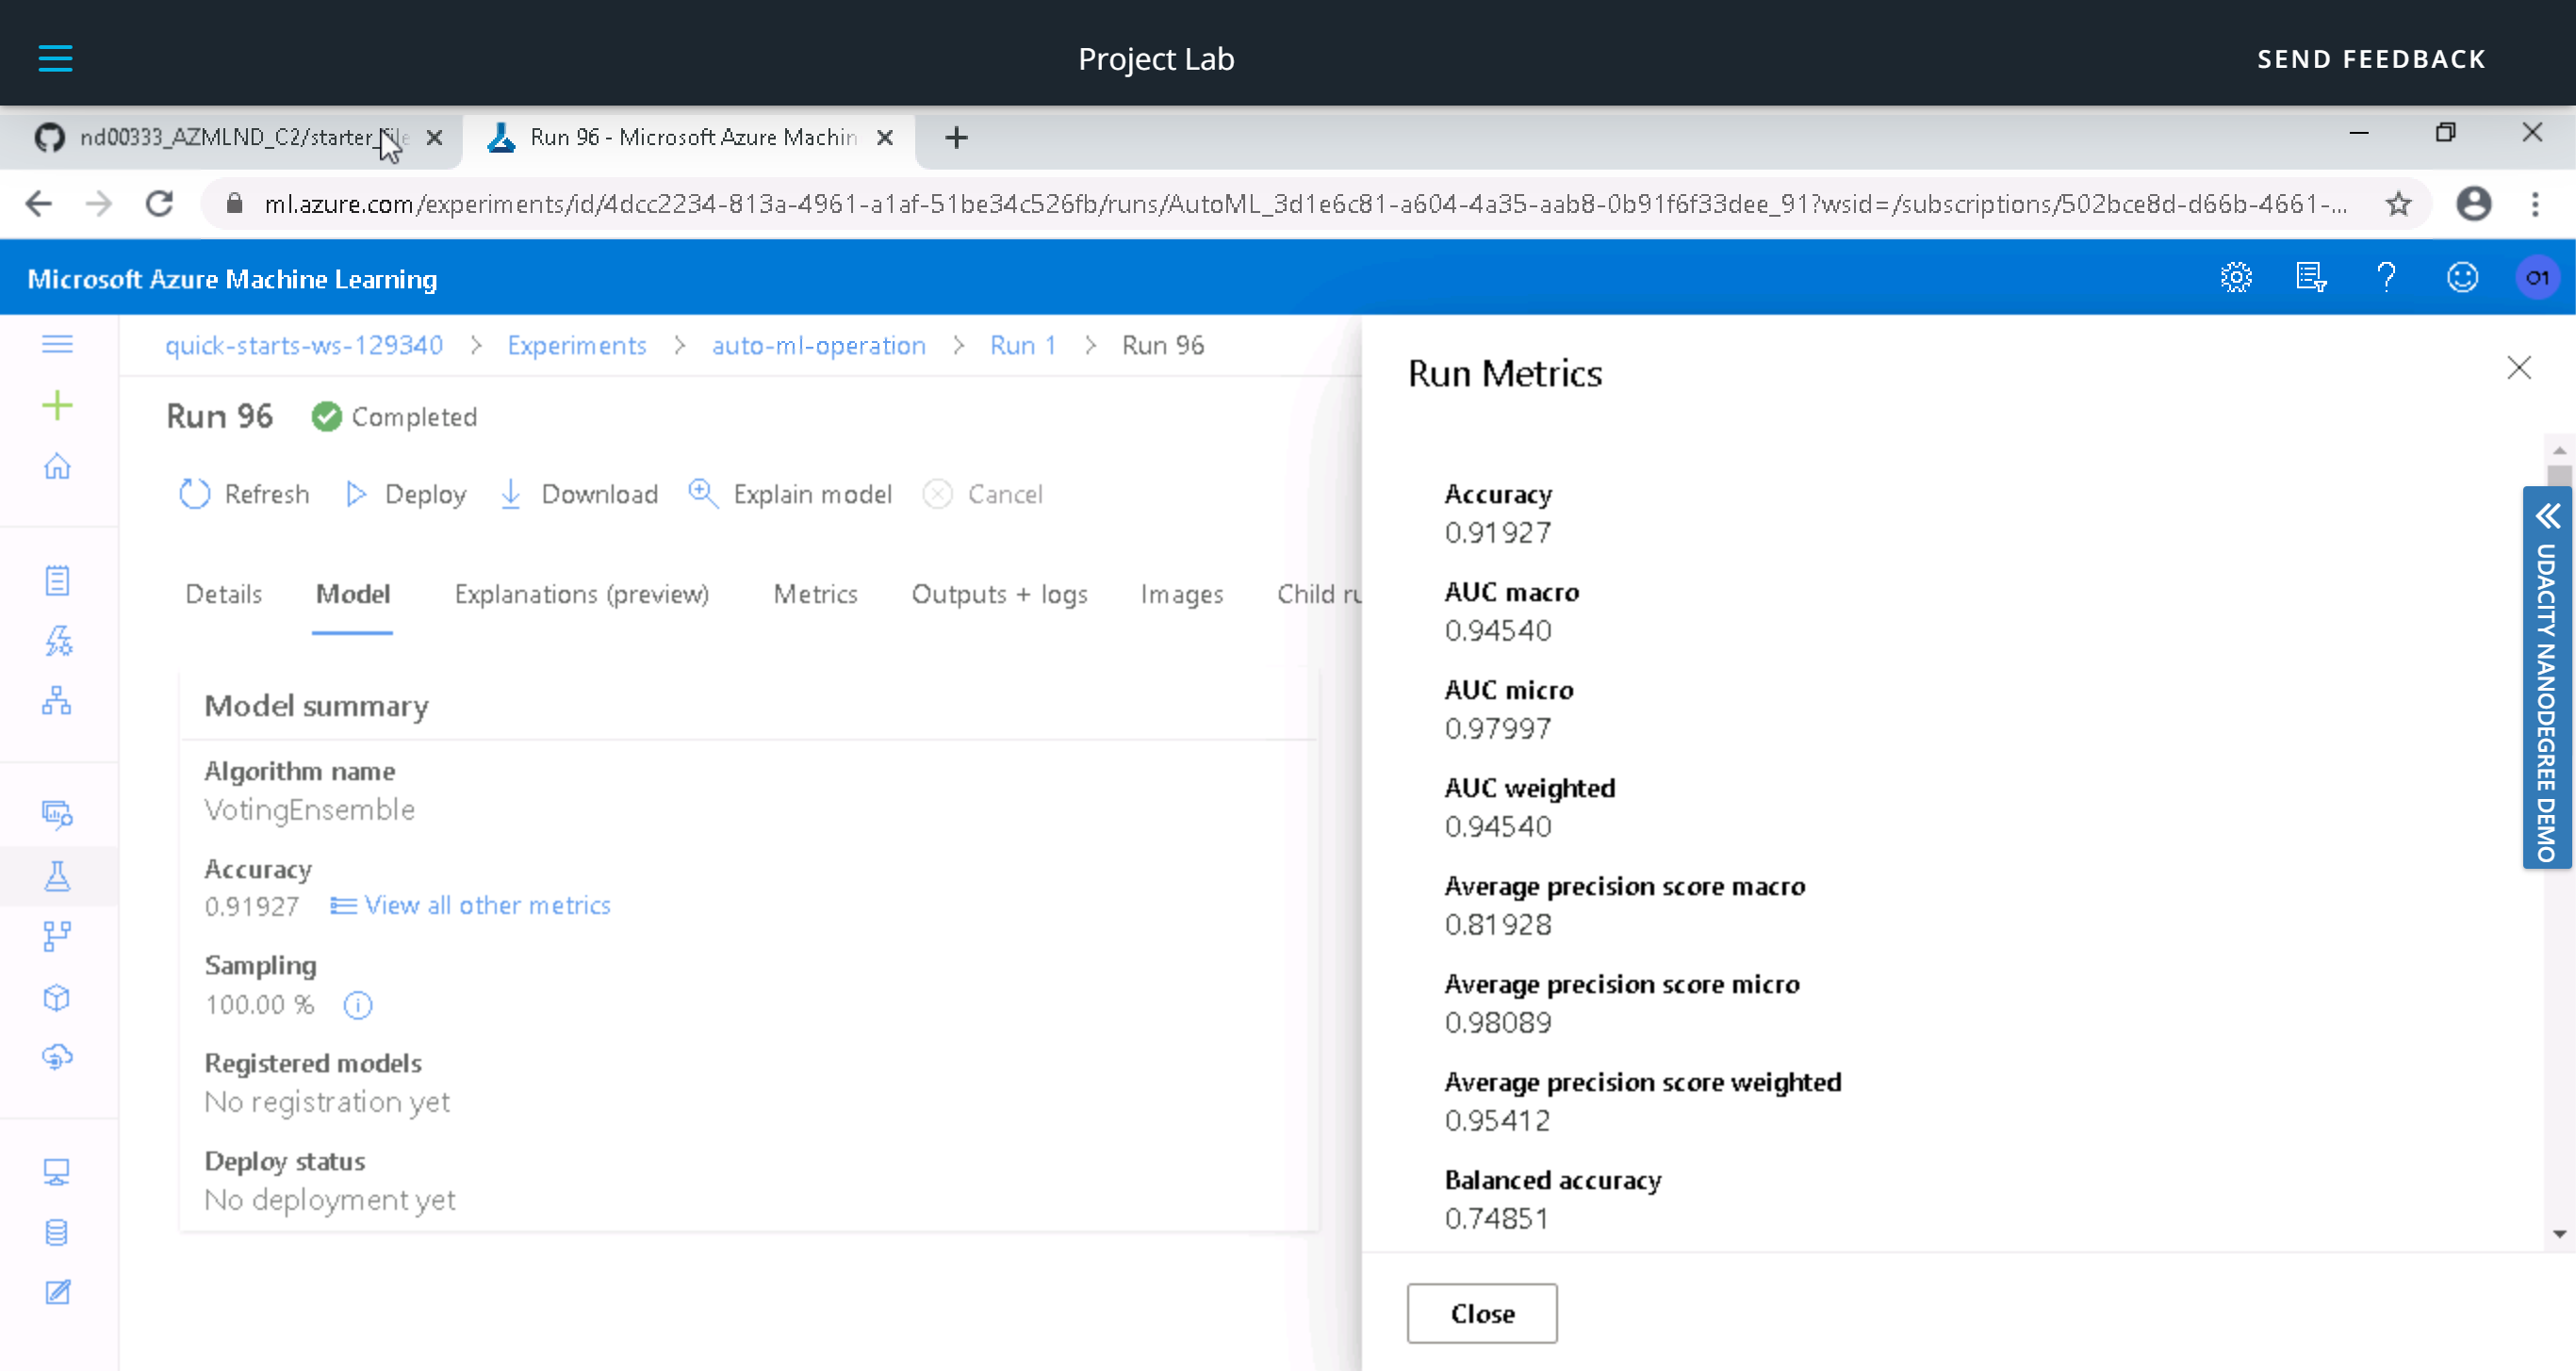 Project Lab
SEND FEEDBACK
nd00333_AZMLND_C2/starter_file
Run 96 - Microsoft Azure Machin
ml.azure.com/experiments/id/4dcc2234-813a-4961-a1af-51be34c526fb/runs/AutoML_3d1e6c81-a604-4a35-aab8-0b91f6f33dee_91?wsid=/subscriptions/502bce8d-d66b-4661-...
Microsoft Azure Machine Learning
01
quick-starts-ws-129340 > Experiments > auto-ml-operation > Run 1 > Run 96
Run 96 Completed
Refresh Deploy Download Explain model Cancel
Details Model Explanations (preview) Metrics Outputs + logs Images Child ru
Model summary
Algorithm name
VotingEnsemble
Accuracy
0.91927 View all other metrics
Sampling
100.00 %
Registered models
No registration yet
Deploy status
No deployment yet
Run Metrics
Accuracy
0.91927
AUC macro
0.94540
AUC micro
0.97997
AUC weighted
0.94540
Average precision score macro
0.81928
Average precision score micro
0.98089
Average precision score weighted
0.95412
Balanced accuracy
0.74851
Close
UDACITY NANODEGREE DEMO